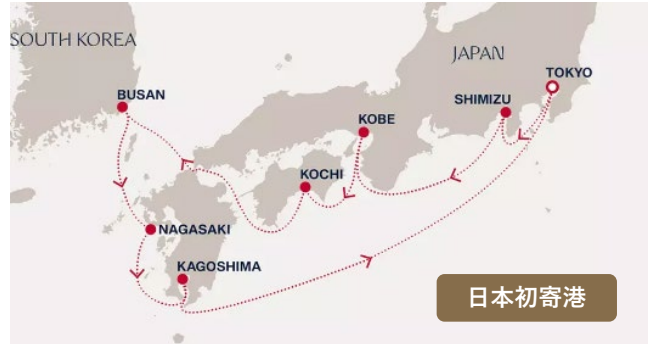 SOUTH KOREA
JAPAN
TOKYO
BUSAN
SHIMIZU
KOBE
KOCHI
NAGASAKI
KAGOSHIMA
日本初寄港